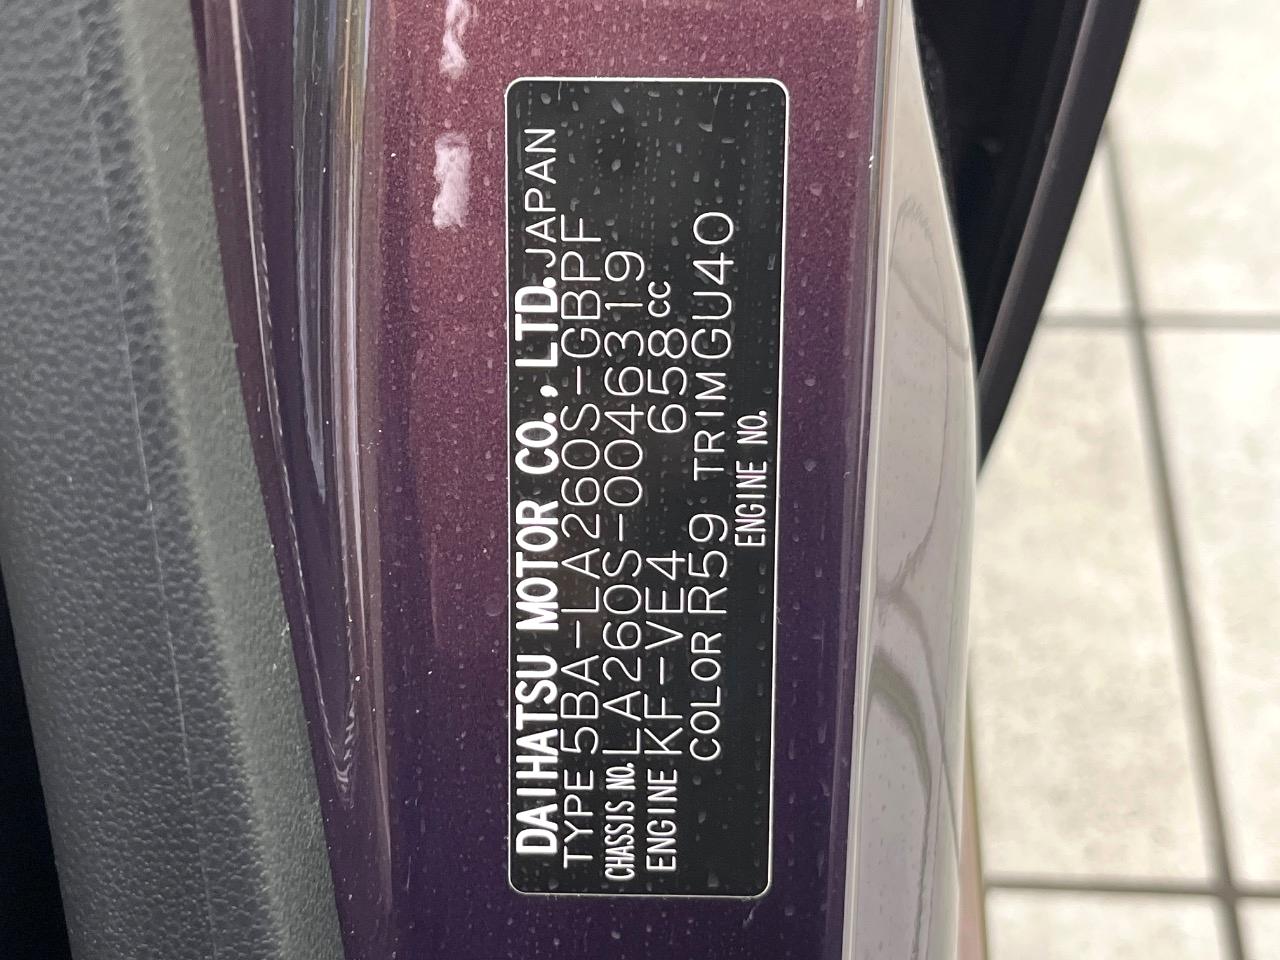 DAIHATSU MOTOR CO., LTD. JAPAN
TYPE 5BA-LA260S-GBPF
CHASSIS NO. LA260S-0046319
ENGINE KF-VE4 658cc
COLOR R59 TRIM GU40
ENGINE NO.